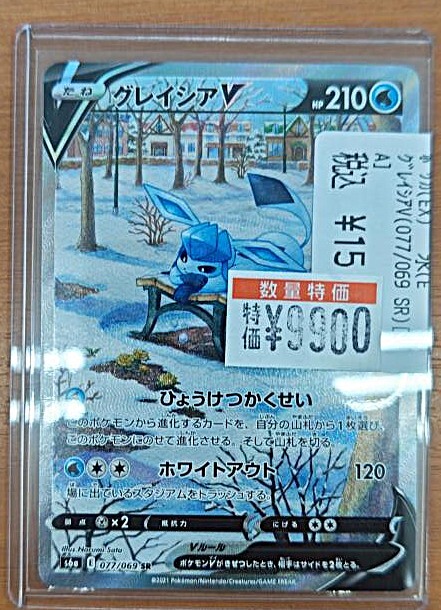 たね
グレイシアV
HP 210
グレイシアV(077/069 SR)[
A]
税込 ¥15
数量特価
特価 ¥9900
ひょうけつかくせい
このポケモンから進化するカードを、自分の山札から1枚選び、
このポケモンにのせて進化させる。そして山札を切る。
ホワイトアウト 120
場に出ているスタジアムをトラッシュする。
弱点 ×2 抵抗力 にげる
Illus. Narumi Sato
Vルール
s6a I 077/069 SR
ポケモンVがきぜつしたとき、相手はサイドを2枚とる。
©2021 Pokémon/Nintendo/Creatures/GAME FREAK